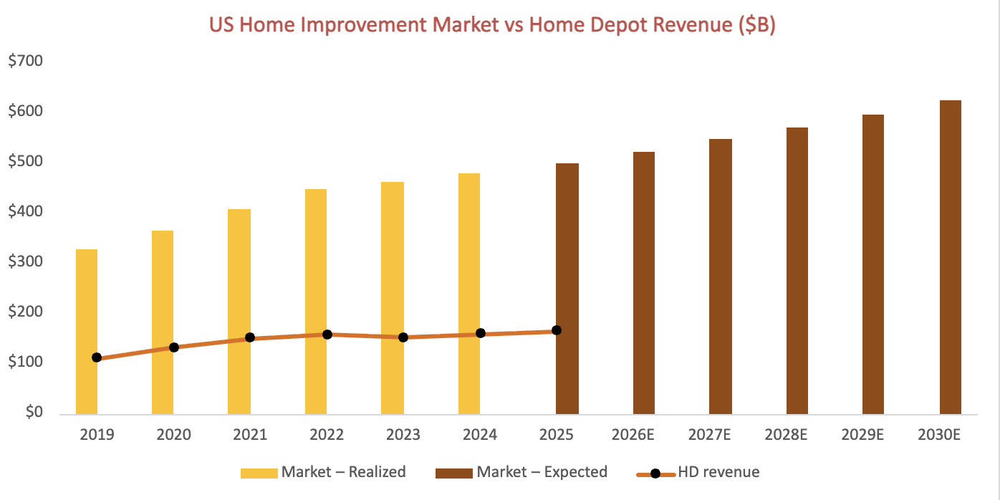 US Home Improvement Market vs Home Depot Revenue ($B)
$700
$600
$500
$400
$300
$200
$100
$0
2019 2020 2021 2022 2023 2024 2025 2026E 2027E 2028E 2029E 2030E
Market – Realized Market – Expected HD revenue